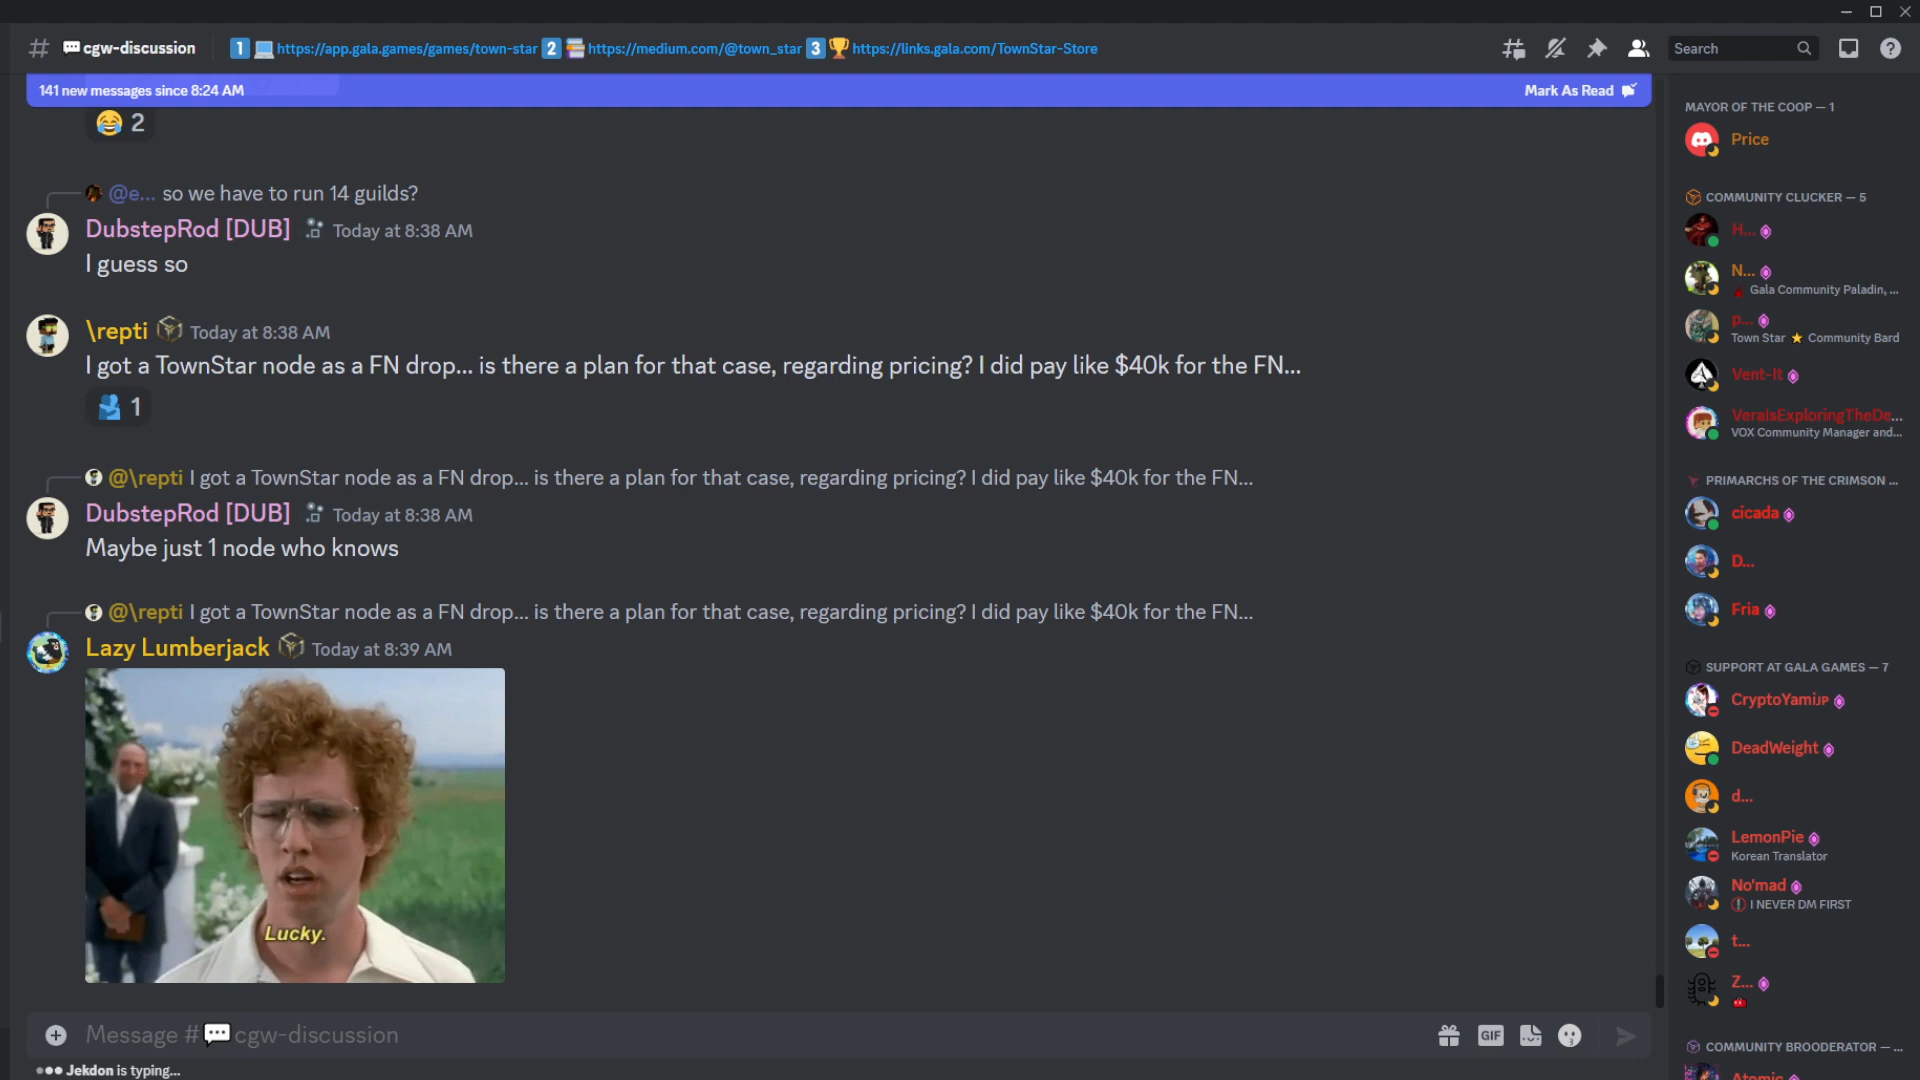 # 💬 cgw-discussion
1 💻 https://app.gala.games/games/town-star 2 📚 https://medium.com/@town_star 3 🏆 https://links.gala.com/TownStar-Store
Search
141 new messages since 8:24 AM
Mark As Read
😂 2
@e... so we have to run 14 guilds?
DubstepRod [DUB] Today at 8:38 AM
I guess so
\repti Today at 8:38 AM
I got a TownStar node as a FN drop... is there a plan for that case, regarding pricing? I did pay like $40k for the FN...
🫂 1
@\repti I got a TownStar node as a FN drop... is there a plan for that case, regarding pricing? I did pay like $40k for the FN...
DubstepRod [DUB] Today at 8:38 AM
Maybe just 1 node who knows
@\repti I got a TownStar node as a FN drop... is there a plan for that case, regarding pricing? I did pay like $40k for the FN...
Lazy Lumberjack Today at 8:39 AM
Lucky.
Message #💬cgw-discussion
GIF
Jekdon is typing...
MAYOR OF THE COOP — 1
Price
COMMUNITY CLUCKER — 5
H...
N...
Gala Community Paladin, ...
p...
Town Star ⭐ Community Bard
Vent-It
VeraIsExploringTheDe...
VOX Community Manager and...
PRIMARCHS OF THE CRIMSON ...
cicada
D...
Fria
SUPPORT AT GALA GAMES — 7
CryptoYamiJP
DeadWeight
d...
LemonPie
Korean Translator
No'mad
I NEVER DM FIRST
t...
Z...
COMMUNITY BROODERATOR — ...
Atomic